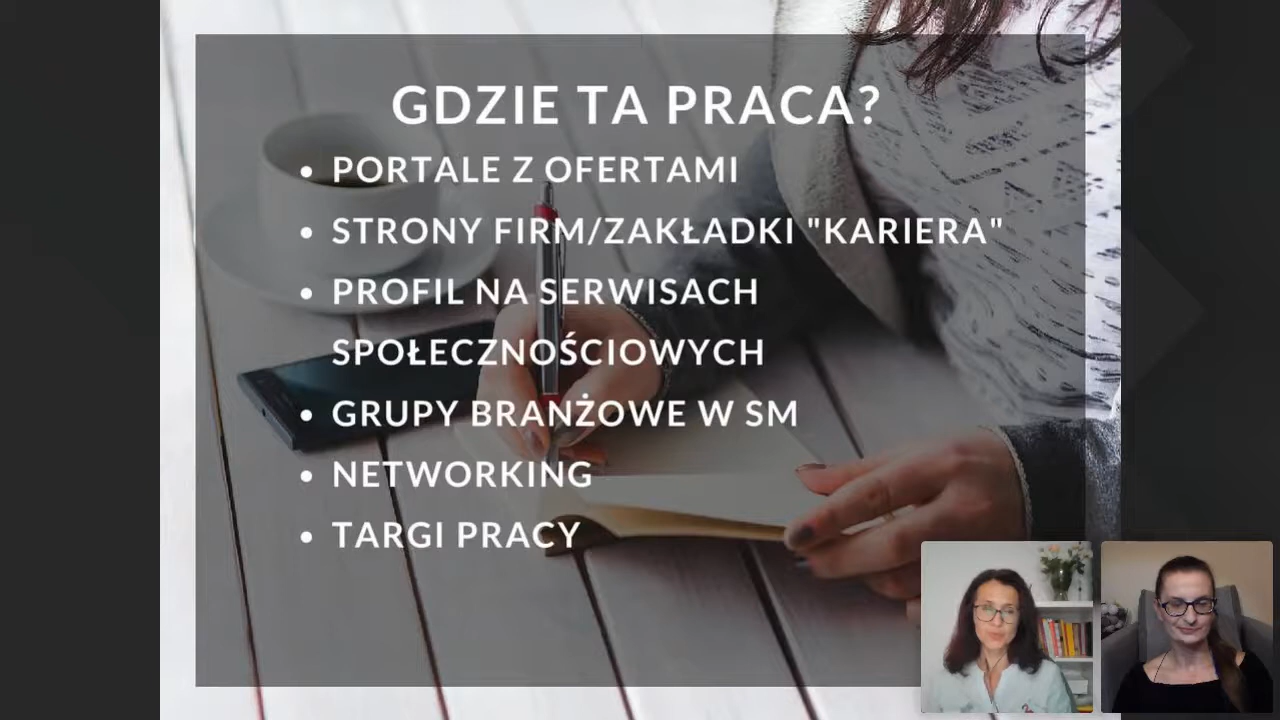 GDZIE TA PRACA?
• PORTALE Z OFERTAMI
• STRONY FIRM/ZAKŁADKI "KARIERA"
• PROFIL NA SERWISACH
SPOŁECZNOŚCIOWYCH
• GRUPY BRANŻOWE W SM
• NETWORKING
• TARGI PRACY